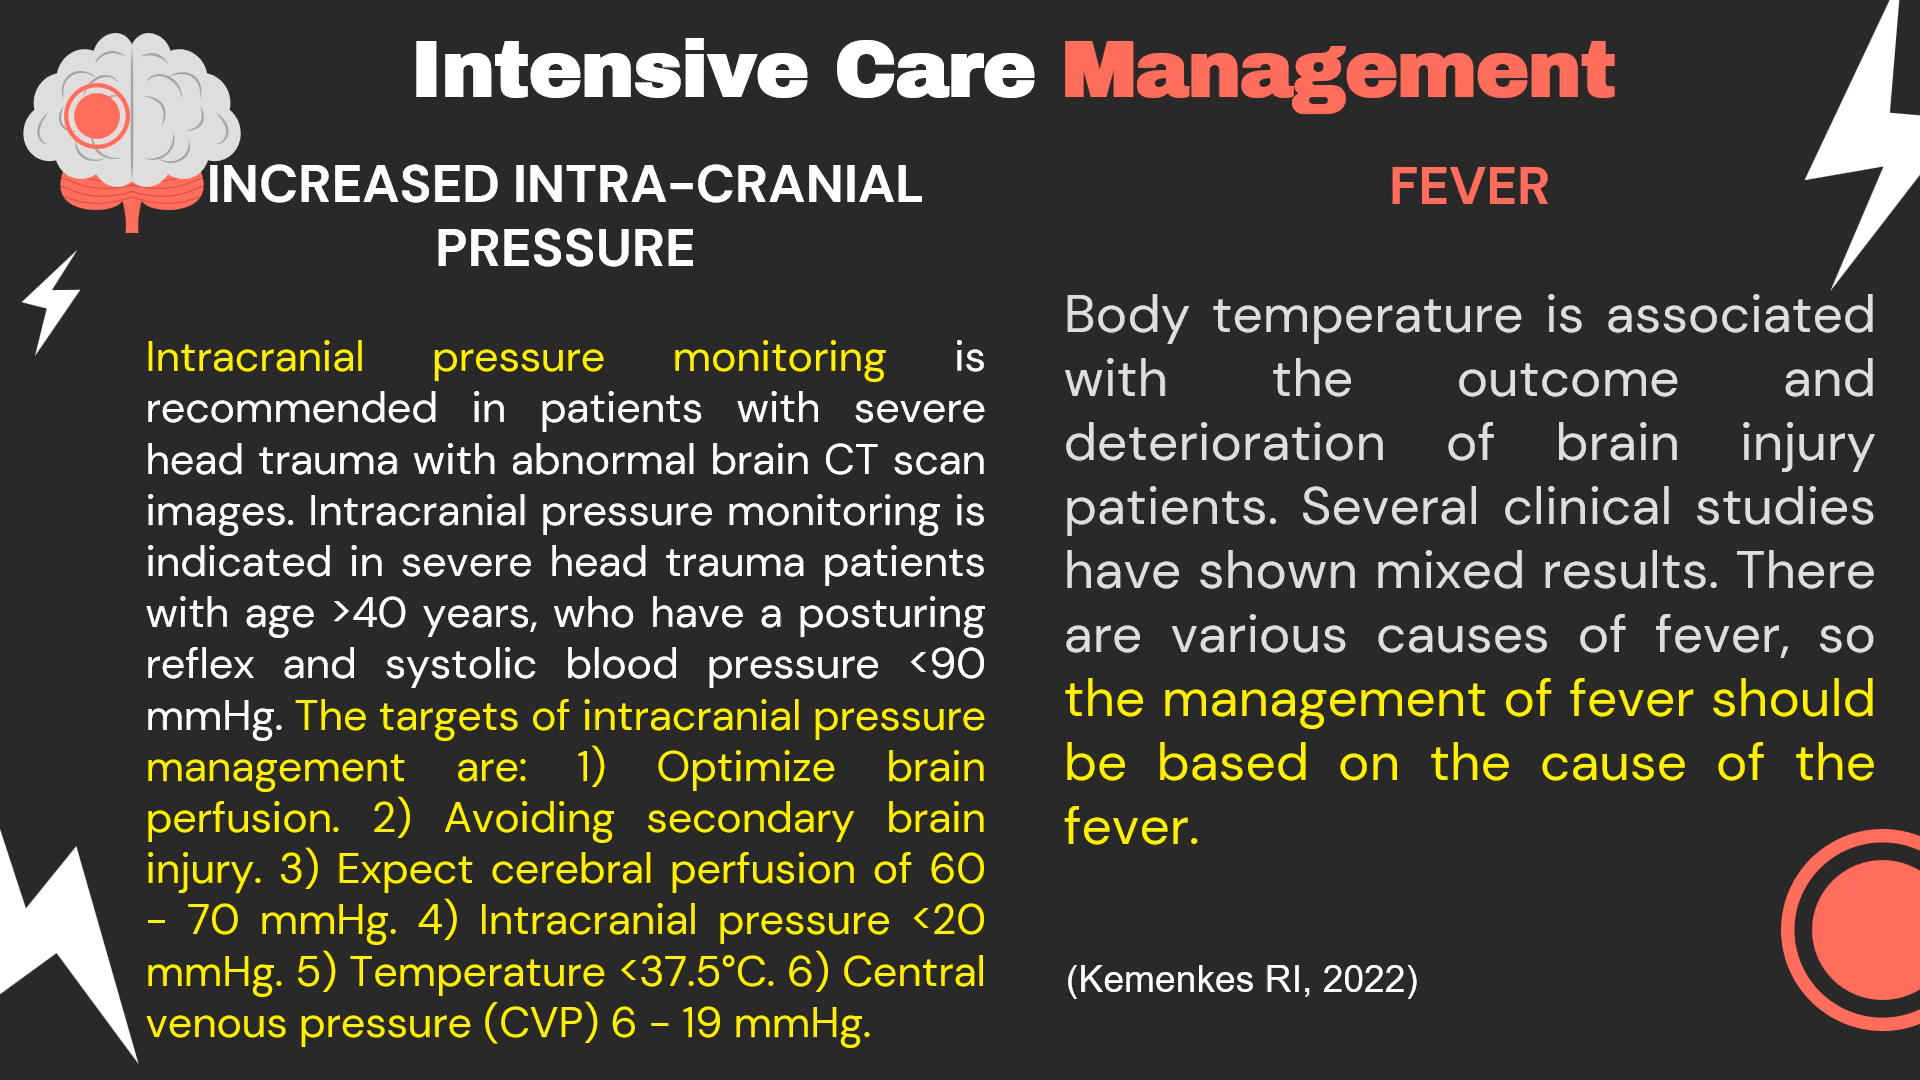 Intensive Care Management
INCREASED INTRA-CRANIAL
PRESSURE
Intracranial pressure monitoring is
recommended in patients with severe
head trauma with abnormal brain CT scan
images. Intracranial pressure monitoring is
indicated in severe head trauma patients
with age >40 years, who have a posturing
reflex and systolic blood pressure <90
mmHg. The targets of intracranial pressure
management are: 1) Optimize brain
perfusion. 2) Avoiding secondary brain
injury. 3) Expect cerebral perfusion of 60
– 70 mmHg. 4) Intracranial pressure <20
mmHg. 5) Temperature <37.5°C. 6) Central
venous pressure (CVP) 6 – 19 mmHg.
FEVER
Body temperature is associated
with the outcome and
deterioration of brain injury
patients. Several clinical studies
have shown mixed results. There
are various causes of fever, so
the management of fever should
be based on the cause of the
fever.
(Kemenkes RI, 2022)